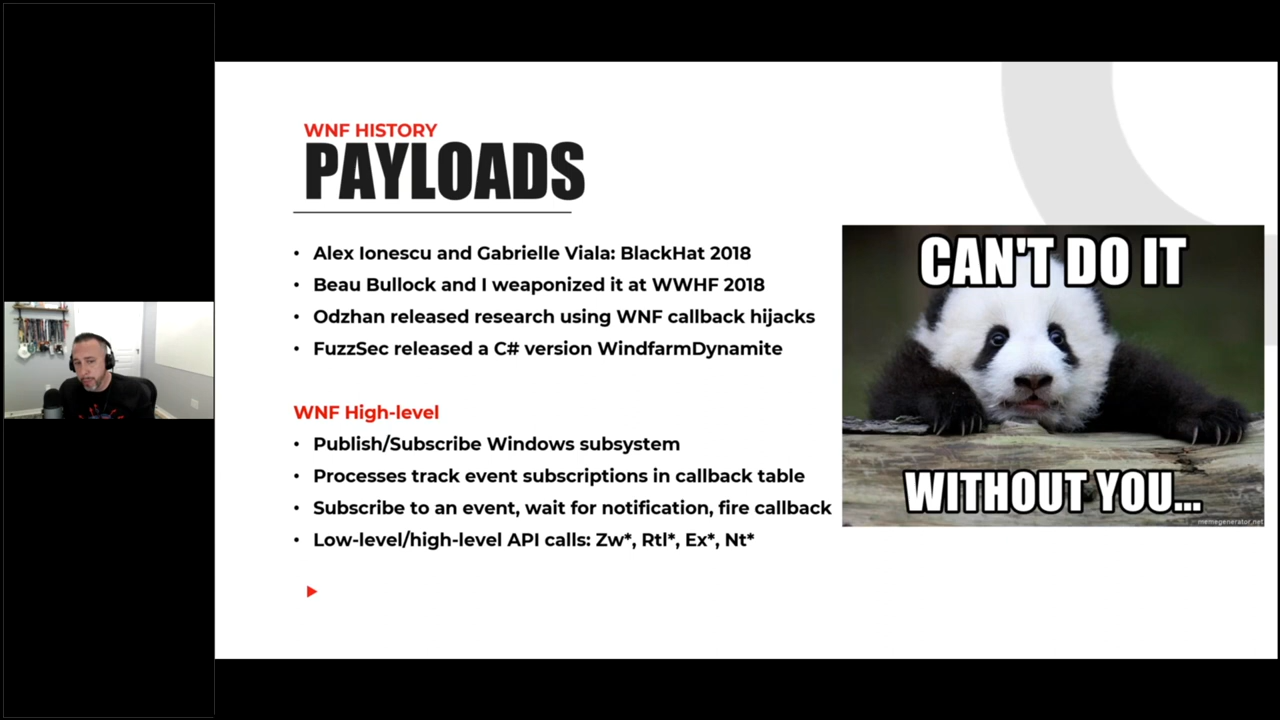 WNF HISTORY
PAYLOADS
• Alex Ionescu and Gabrielle Viala: BlackHat 2018
• Beau Bullock and I weaponized it at WWHF 2018
• Odzhan released research using WNF callback hijacks
• FuzzSec released a C# version WindfarmDynamite
WNF High-level
• Publish/Subscribe Windows subsystem
• Processes track event subscriptions in callback table
• Subscribe to an event, wait for notification, fire callback
• Low-level/high-level API calls: Zw*, Rtl*, Ex*, Nt*
CAN'T DO IT
WITHOUT YOU...
memegenerator.net